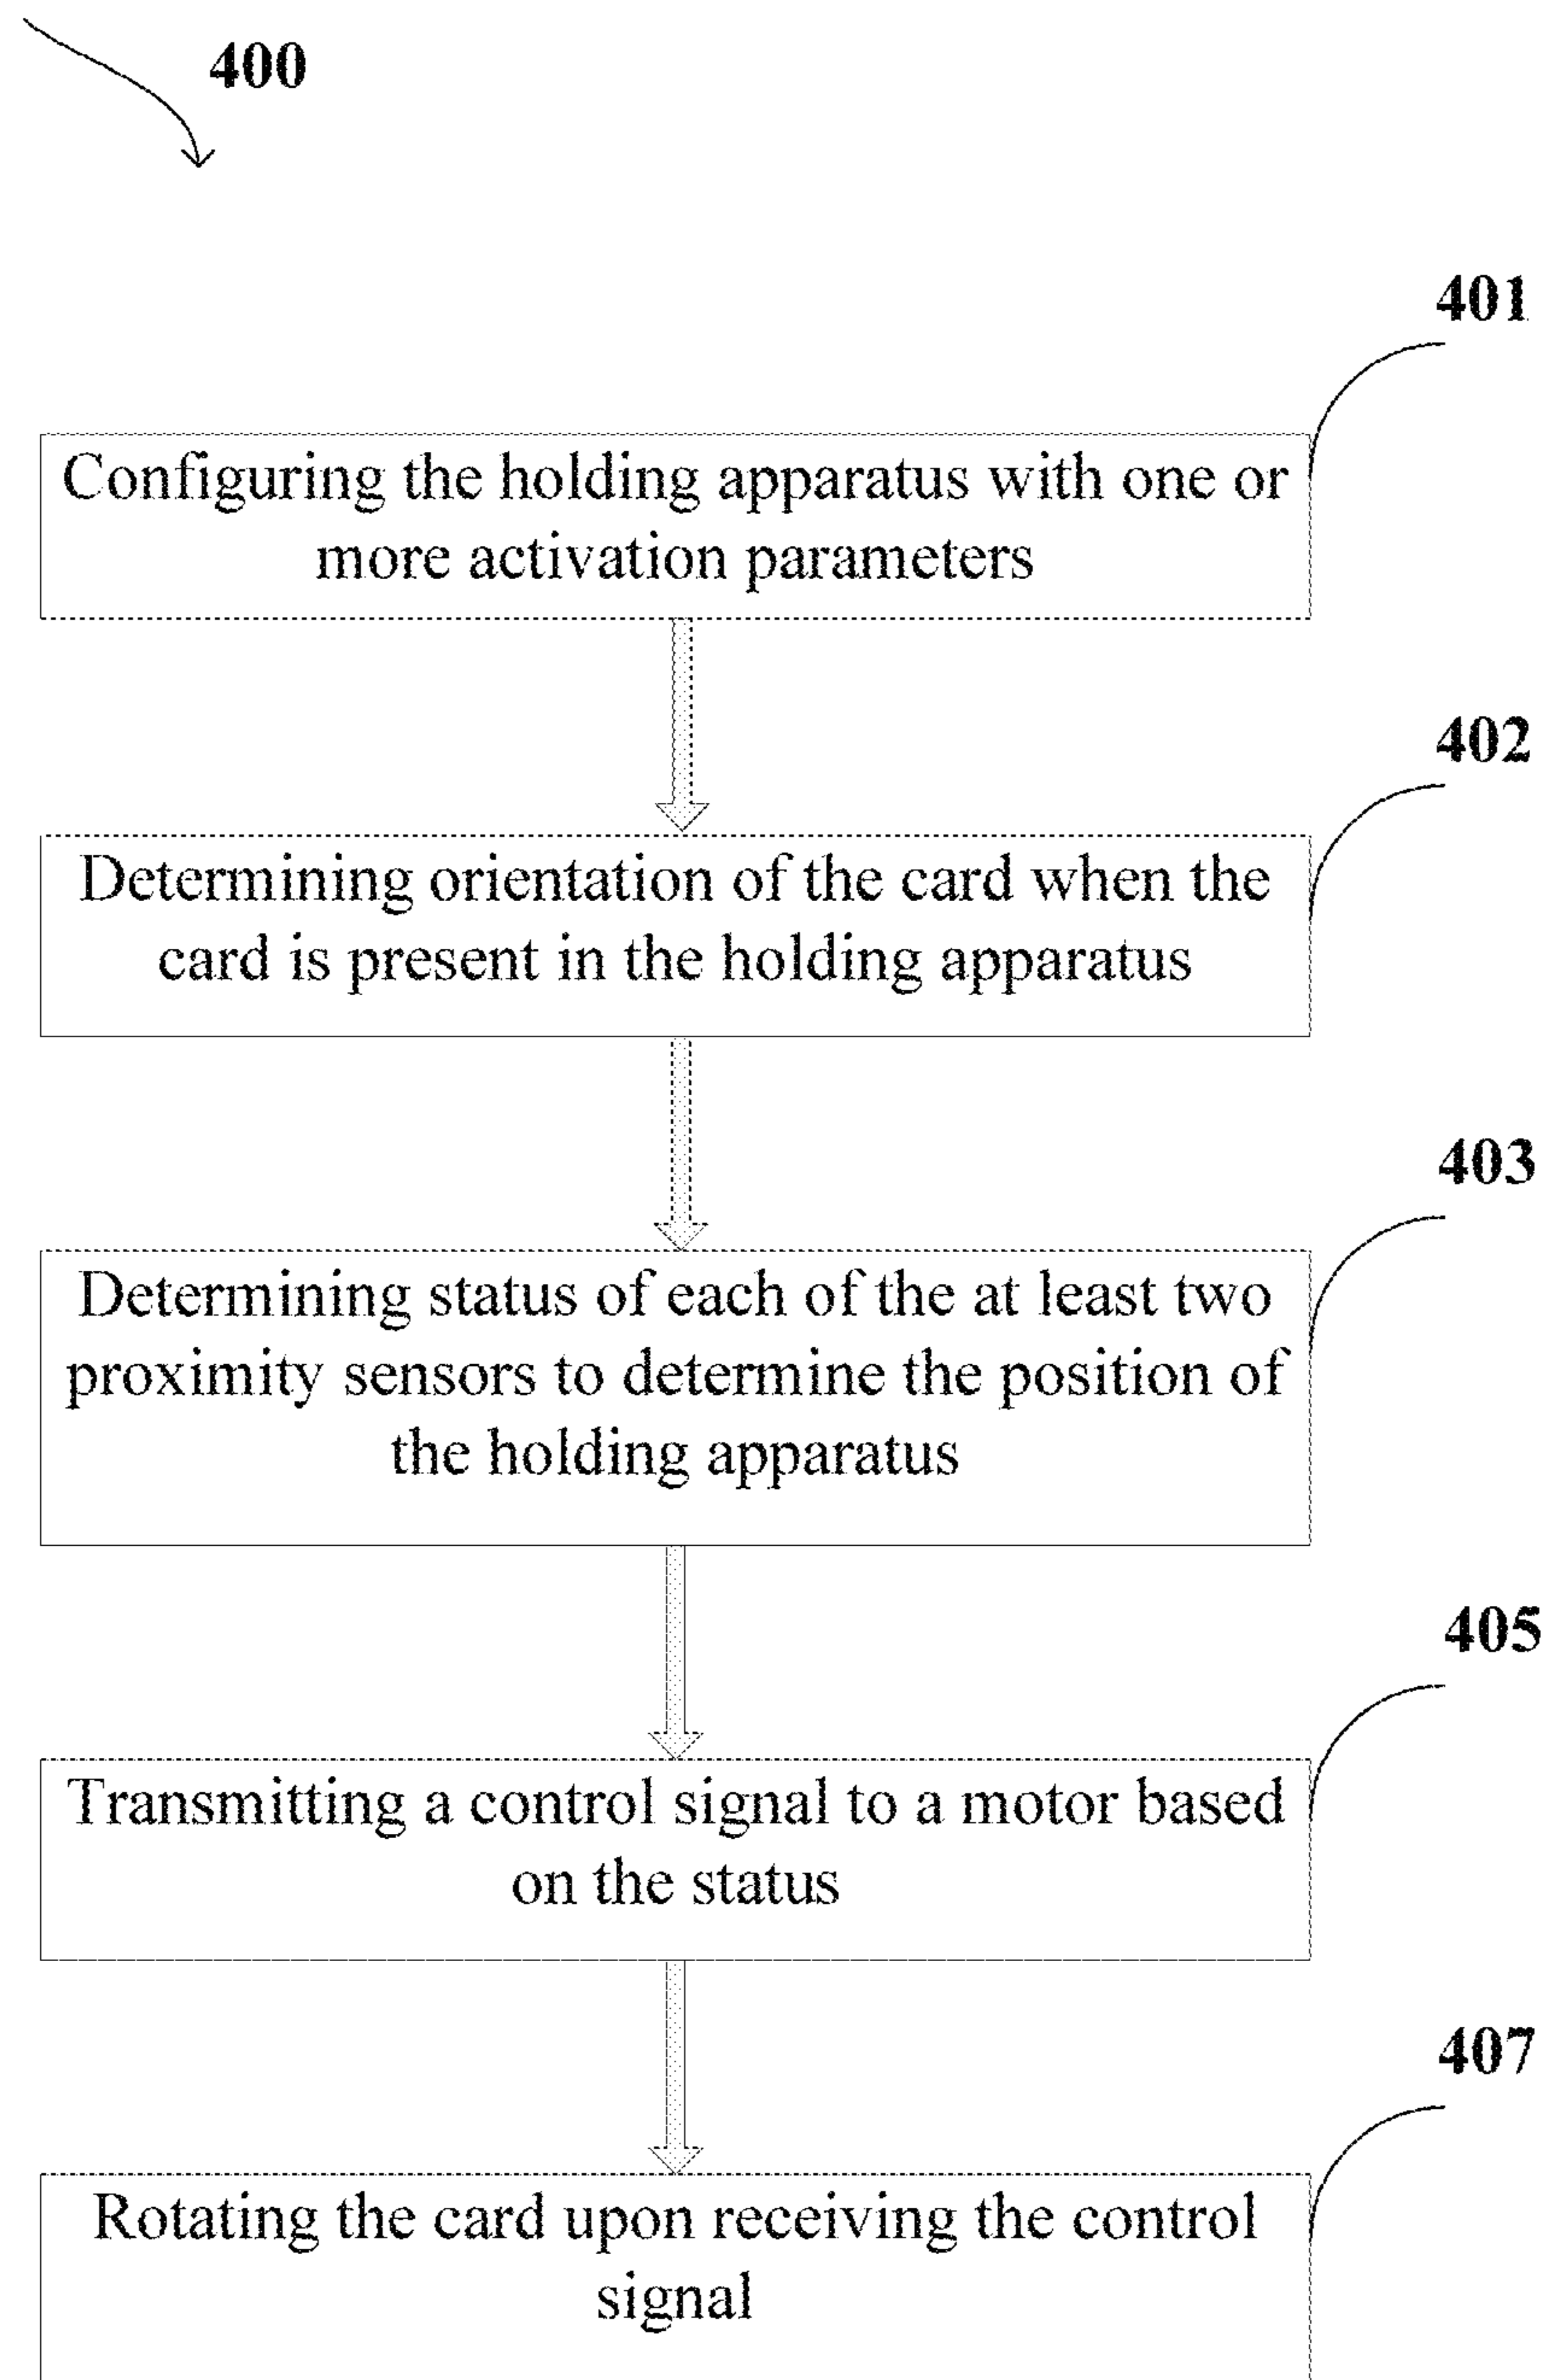 400
401
Configuring the holding apparatus with one or
more activation parameters
402
Determining orientation of the card when the
card is present in the holding apparatus
403
Determining status of each of the at least two
proximity sensors to determine the position of
the holding apparatus
405
Transmitting a control signal to a motor based
on the status
407
Rotating the card upon receiving the control
signal